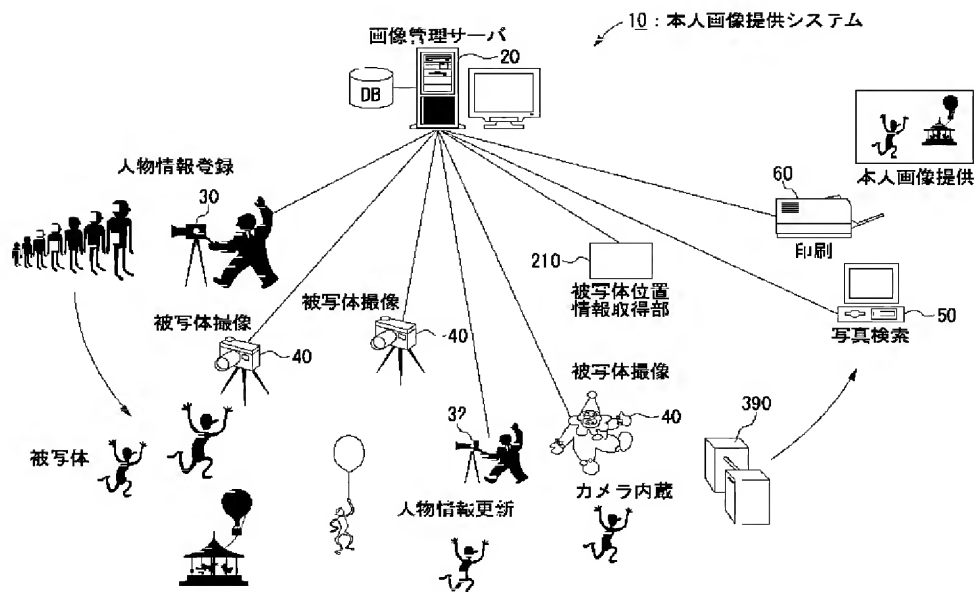 10：本人画像提供システム
画像管理サーバ
20
DB
人物情報登録
30
60
本人画像提供
印刷
210
被写体位置
情報取得部
50
写真検索
被写体撮像
40
被写体撮像
40
被写体撮像
40
32
390
被写体
人物情報更新
カメラ内蔵